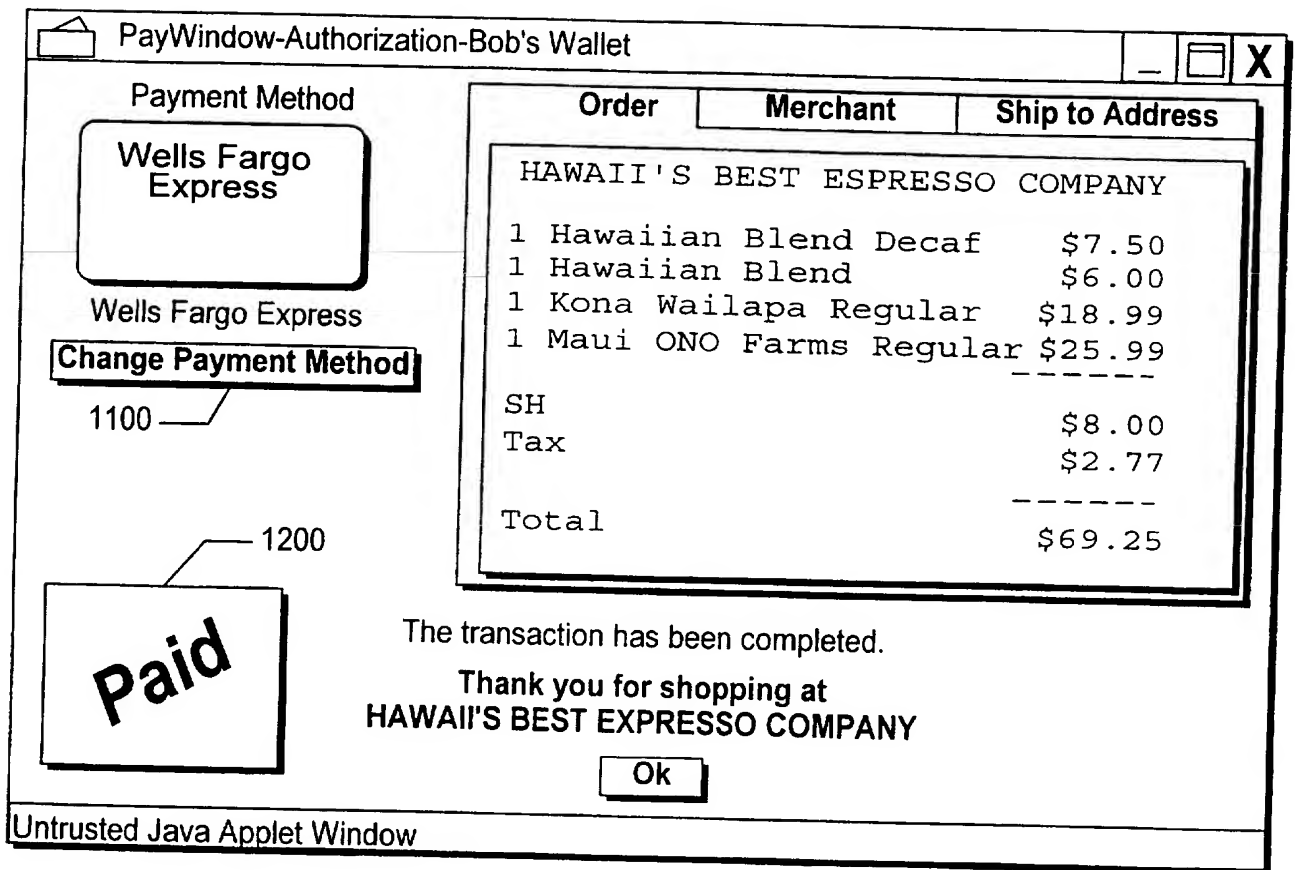 PayWindow-Authorization-Bob's Wallet
_ X
Payment Method
Wells Fargo
Express
Wells Fargo Express
Change Payment Method
1100
1200
Paid
Order Merchant Ship to Address
HAWAII'S BEST ESPRESSO COMPANY
1 Hawaiian Blend Decaf $7.50
1 Hawaiian Blend $6.00
1 Kona Wailapa Regular $18.99
1 Maui ONO Farms Regular $25.99
------
SH $8.00
Tax $2.77
------
Total $69.25
The transaction has been completed.
Thank you for shopping at
HAWAII'S BEST EXPRESSO COMPANY
Ok
Untrusted Java Applet Window